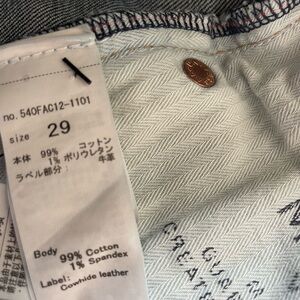 no. 540FAC12-1101
size 29
本体 99% コットン
1% ポリウレタン
ラベル部分: 牛革
Body 99% Cotton
1% Spandex
Label: Cowhide leather